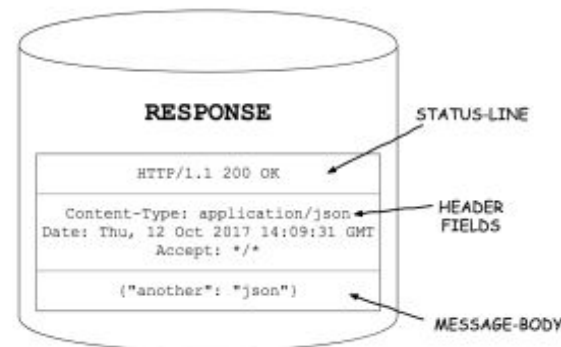 RESPONSE
STATUS-LINE
HTTP/1.1 200 OK
Content-Type: application/json
Date: Thu, 12 Oct 2017 14:09:31 GMT
Accept: */*
HEADER
FIELDS
{"another": "json"}
MESSAGE-BODY